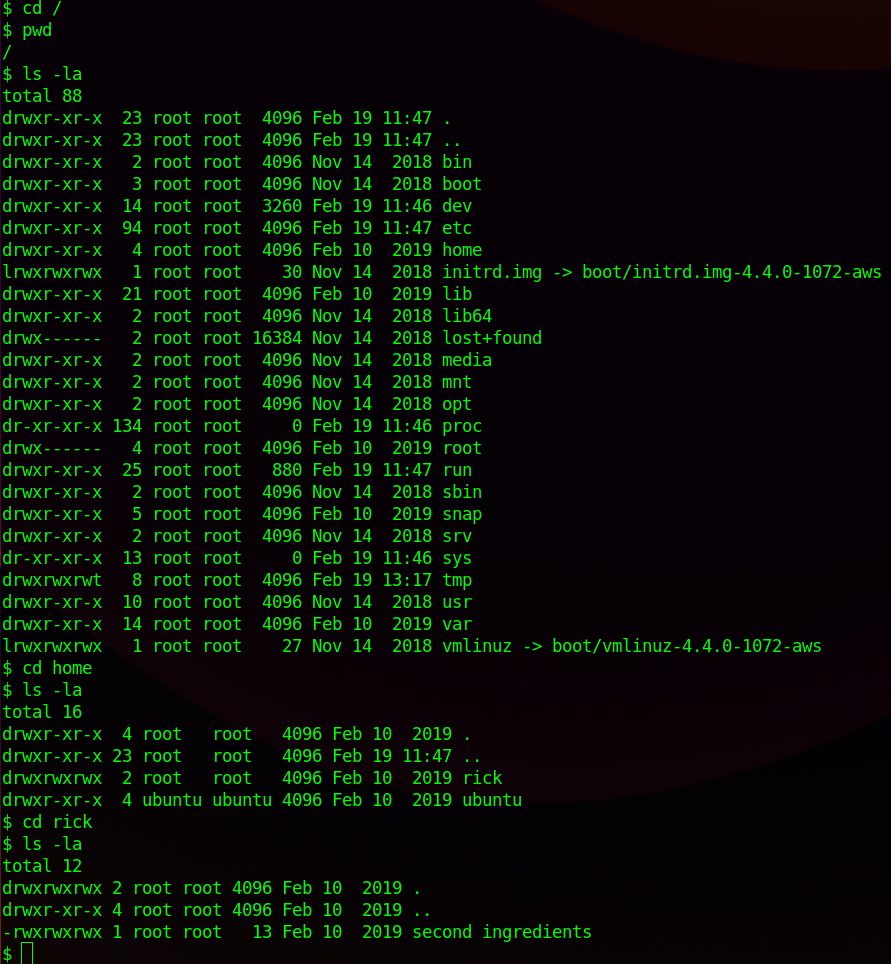 $ cd /
$ pwd
/
$ ls -la
total 88
drwxr-xr-x  23 root root  4096 Feb 19 11:47 .
drwxr-xr-x  23 root root  4096 Feb 19 11:47 ..
drwxr-xr-x   2 root root  4096 Nov 14  2018 bin
drwxr-xr-x   3 root root  4096 Nov 14  2018 boot
drwxr-xr-x  14 root root  3260 Feb 19 11:46 dev
drwxr-xr-x  94 root root  4096 Feb 19 11:47 etc
drwxr-xr-x   4 root root  4096 Feb 10  2019 home
lrwxrwxrwx   1 root root    30 Nov 14  2018 initrd.img -> boot/initrd.img-4.4.0-1072-aws
drwxr-xr-x  21 root root  4096 Feb 10  2019 lib
drwxr-xr-x   2 root root  4096 Nov 14  2018 lib64
drwx------   2 root root 16384 Nov 14  2018 lost+found
drwxr-xr-x   2 root root  4096 Nov 14  2018 media
drwxr-xr-x   2 root root  4096 Nov 14  2018 mnt
drwxr-xr-x   2 root root  4096 Nov 14  2018 opt
dr-xr-xr-x 134 root root     0 Feb 19 11:46 proc
drwx------   4 root root  4096 Feb 10  2019 root
drwxr-xr-x  25 root root   880 Feb 19 11:47 run
drwxr-xr-x   2 root root  4096 Nov 14  2018 sbin
drwxr-xr-x   5 root root  4096 Feb 10  2019 snap
drwxr-xr-x   2 root root  4096 Nov 14  2018 srv
dr-xr-xr-x  13 root root     0 Feb 19 11:46 sys
drwxrwxrwt   8 root root  4096 Feb 19 13:17 tmp
drwxr-xr-x  10 root root  4096 Nov 14  2018 usr
drwxr-xr-x  14 root root  4096 Feb 10  2019 var
lrwxrwxrwx   1 root root    27 Nov 14  2018 vmlinuz -> boot/vmlinuz-4.4.0-1072-aws
$ cd home
$ ls -la
total 16
drwxr-xr-x  4 root   root   4096 Feb 10  2019 .
drwxr-xr-x 23 root   root   4096 Feb 19 11:47 ..
drwxrwxrwx  2 root   root   4096 Feb 10  2019 rick
drwxr-xr-x  4 ubuntu ubuntu 4096 Feb 10  2019 ubuntu
$ cd rick
$ ls -la
total 12
drwxrwxrwx 2 root root 4096 Feb 10  2019 .
drwxr-xr-x 4 root root 4096 Feb 10  2019 ..
-rwxrwxrwx 1 root root   13 Feb 10  2019 second ingredients
$